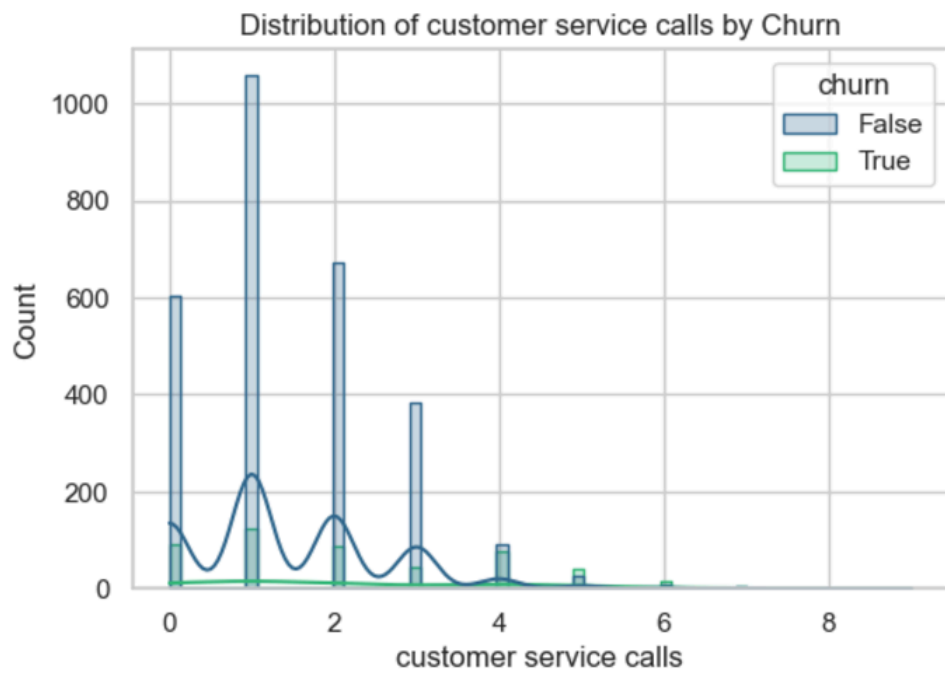 Distribution of customer service calls by Churn
churn
False
True
Count
1000
800
600
400
200
0
0 2 4 6 8
customer service calls